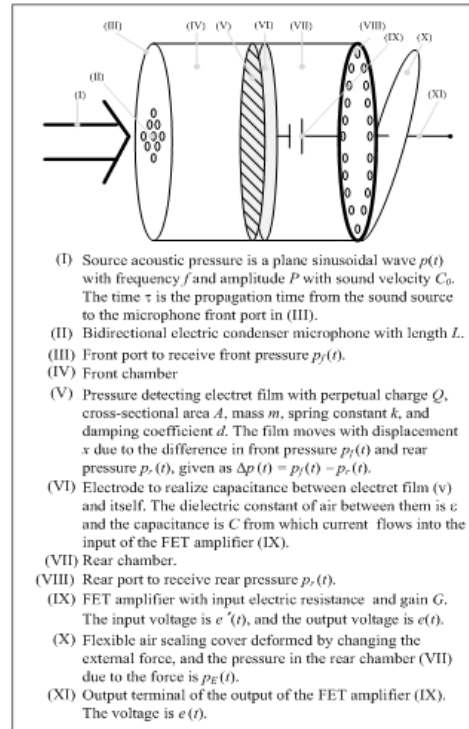 (III)
(IV)
(V)
(VI)
(VII)
(VIII)
(IX)
(X)
(II)
(I)
(XI)
(I) Source acoustic pressure is a plane sinusoidal wave p(t)
with frequency f and amplitude P with sound velocity C₀.
The time τ is the propagation time from the sound source
to the microphone front port in (III).
(II) Bidirectional electric condenser microphone with length L.
(III) Front port to receive front pressure p_f(t).
(IV) Front chamber
(V) Pressure detecting electret film with perpetual charge Q,
cross-sectional area A, mass m, spring constant k, and
damping coefficient d. The film moves with displacement
x due to the difference in front pressure p_f(t) and rear
pressure p_r(t), given as Δp(t) = p_f(t) – p_r(t).
(VI) Electrode to realize capacitance between electret film (v)
and itself. The dielectric constant of air between them is ε
and the capacitance is C from which current flows into the
input of the FET amplifier (IX).
(VII) Rear chamber.
(VIII) Rear port to receive rear pressure p_r(t).
(IX) FET amplifier with input electric resistance and gain G.
The input voltage is e′(t), and the output voltage is e(t).
(X) Flexible air sealing cover deformed by changing the
external force, and the pressure in the rear chamber (VII)
due to the force is p_E(t).
(XI) Output terminal of the output of the FET amplifier (IX).
The voltage is e(t).